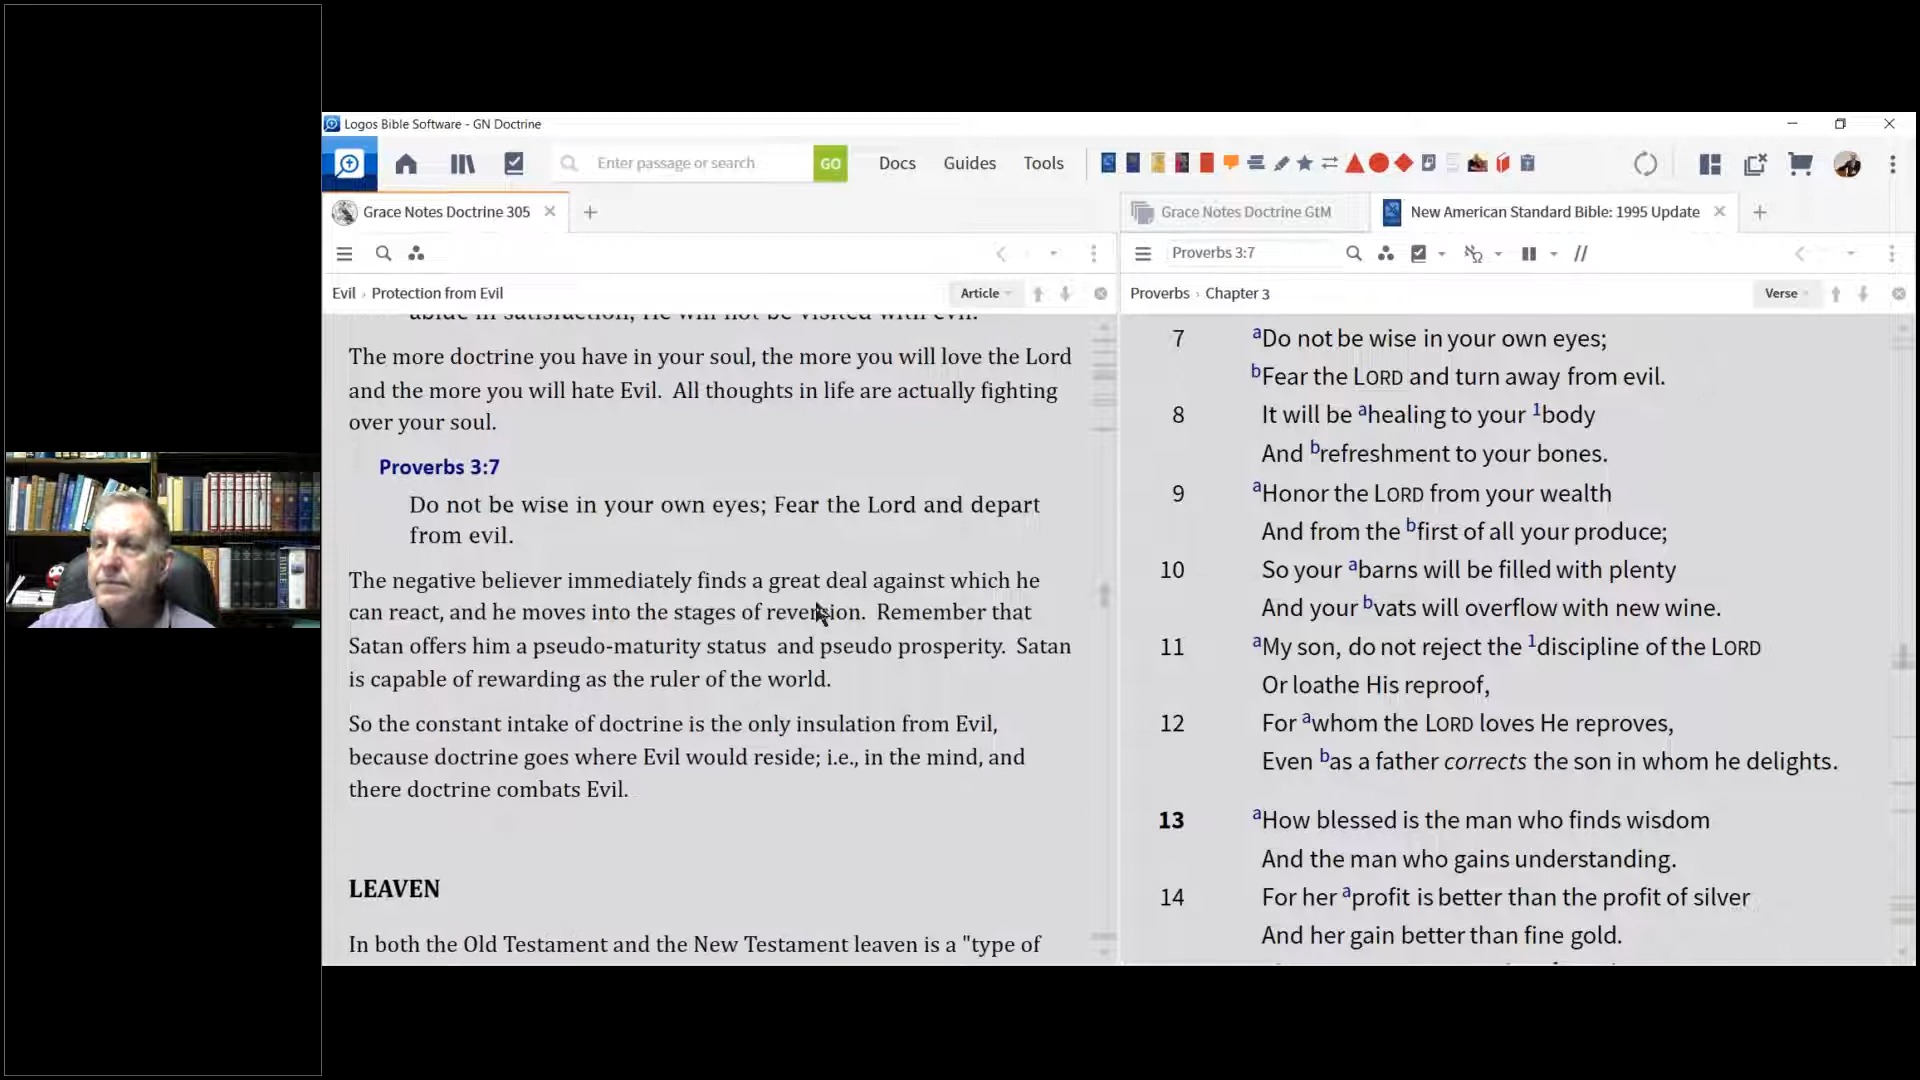 Logos Bible Software - GN Doctrine
Enter passage or search
GO
Docs
Guides
Tools
Grace Notes Doctrine 305
Evil › Protection from Evil
Article
abide in satisfaction; He will not be visited with evil.
The more doctrine you have in your soul, the more you will love the Lord
and the more you will hate Evil.  All thoughts in life are actually fighting
over your soul.
Proverbs 3:7
Do not be wise in your own eyes; Fear the Lord and depart
from evil.
The negative believer immediately finds a great deal against which he
can react, and he moves into the stages of reversion.  Remember that
Satan offers him a pseudo-maturity status  and pseudo prosperity.  Satan
is capable of rewarding as the ruler of the world.
So the constant intake of doctrine is the only insulation from Evil,
because doctrine goes where Evil would reside; i.e., in the mind, and
there doctrine combats Evil.
LEAVEN
In both the Old Testament and the New Testament leaven is a "type of
Grace Notes Doctrine GtM
New American Standard Bible: 1995 Update
Proverbs 3:7
Proverbs › Chapter 3
Verse
7 aDo not be wise in your own eyes;
bFear the LORD and turn away from evil.
8 It will be ahealing to your 1body
And brefreshment to your bones.
9 aHonor the LORD from your wealth
And from the bfirst of all your produce;
10 So your abarns will be filled with plenty
And your bvats will overflow with new wine.
11 aMy son, do not reject the 1discipline of the LORD
Or loathe His reproof,
12 For awhom the LORD loves He reproves,
Even bas a father corrects the son in whom he delights.
13 aHow blessed is the man who finds wisdom
And the man who gains understanding.
14 For her aprofit is better than the profit of silver
And her gain better than fine gold.